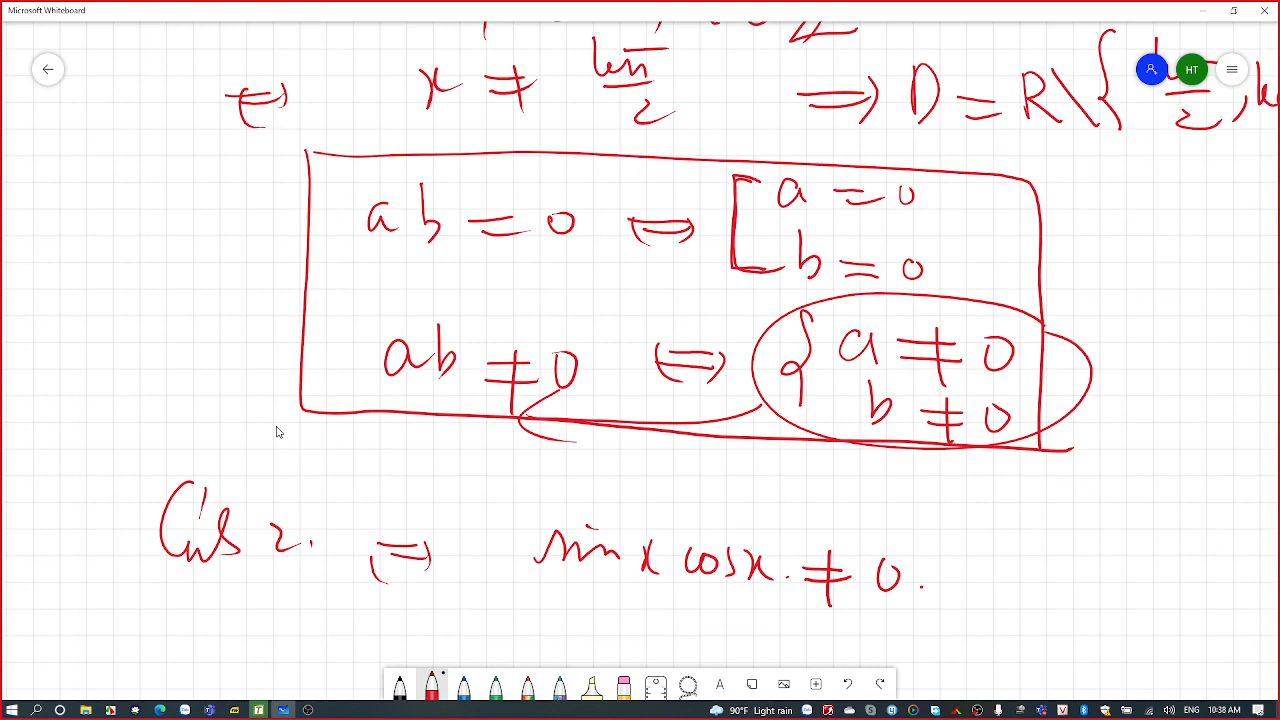 Microsoft Whiteboard
HT
⇔ x ≠ kπ/2 ⟹ D = R \ { kπ/2 , k
ab = 0 ⇔ [ a = 0
b = 0
ab ≠ 0 ⇔ { a ≠ 0
b ≠ 0
Cách 2. ⇔ sin x cos x. ≠ 0.
A
90°F Light rain
ENG
10:38 AM